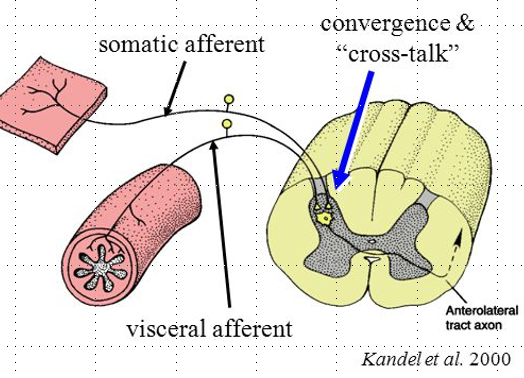 convergence &
"cross-talk"
somatic afferent
visceral afferent
Anterolateral
tract axon
Kandel et al. 2000